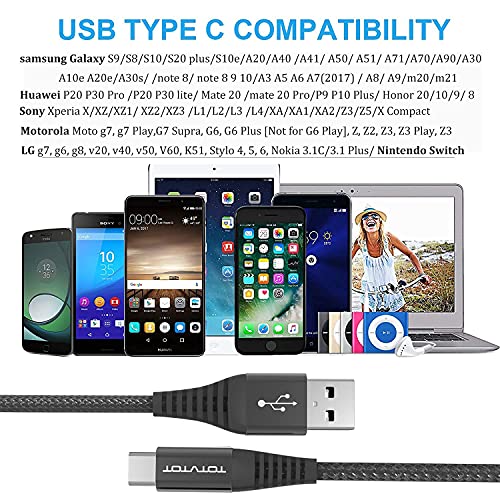 USB TYPE C COMPATIBILITY
samsung Galaxy S9/S8/S10/S20 plus/S10e/A20/A40 /A41/ A50/ A51/ A71/A70/A90/A30
A10e A20e/A30s/ /note 8/ note 8 9 10/A3 A5 A6 A7(2017) / A8/ A9/m20/m21
Huawei P20 P30 Pro /P20 P30 lite/ Mate 20 /mate 20 Pro/P9 P10 Plus/ Honor 20/10/9/ 8
Sony Xperia X/XZ/XZ1/ XZ2/XZ3 /L1/L2/L3 /L4/XA/XA1/XA2/Z3/Z5/X Compact
Motorola Moto g7, g7 Play,G7 Supra, G6, G6 Plus [Not for G6 Play], Z, Z2, Z3, Z3 Play, Z3
LG g7, g6, g8, v20, v40, v50, V60, K51, Stylo 4, 5, 6, Nokia 3.1C/3.1 Plus/ Nintendo Switch
SONY
09:00
HUAWEI
TOTVTOT